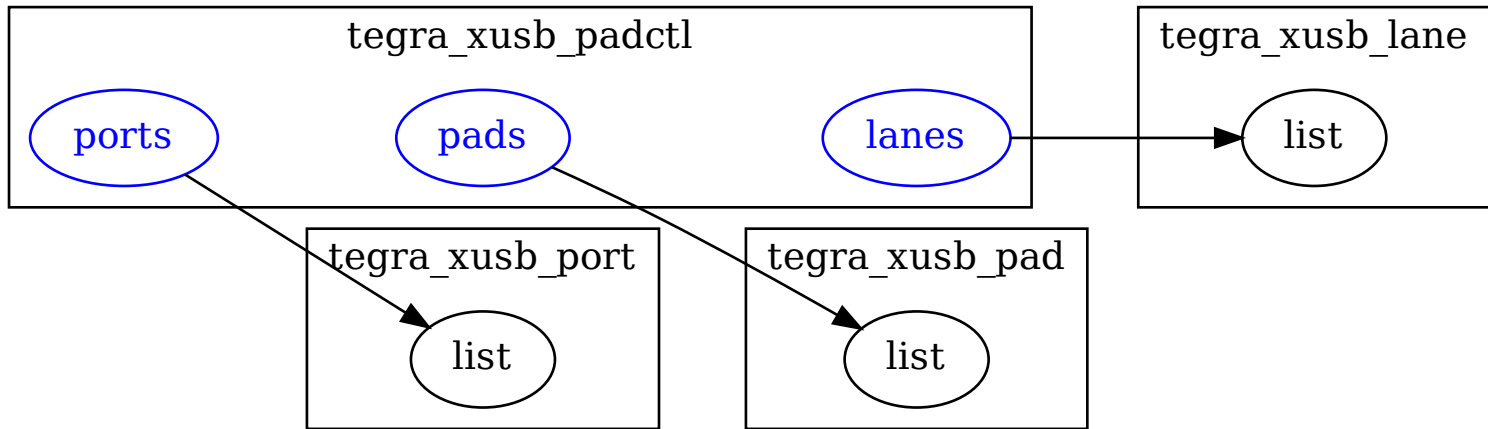 tegra_xusb_padctl
tegra_xusb_lane
ports
pads
lanes
list
tegra_xusb_port
tegra_xusb_pad
list
list